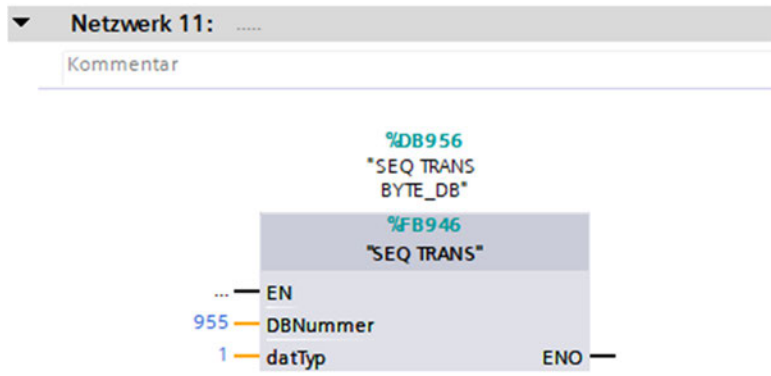 Netzwerk 11: .....
Kommentar
%DB956
"SEQ TRANS
BYTE_DB"
%FB946
"SEQ TRANS"
... EN
955 DBNummer
1 datTyp ENO